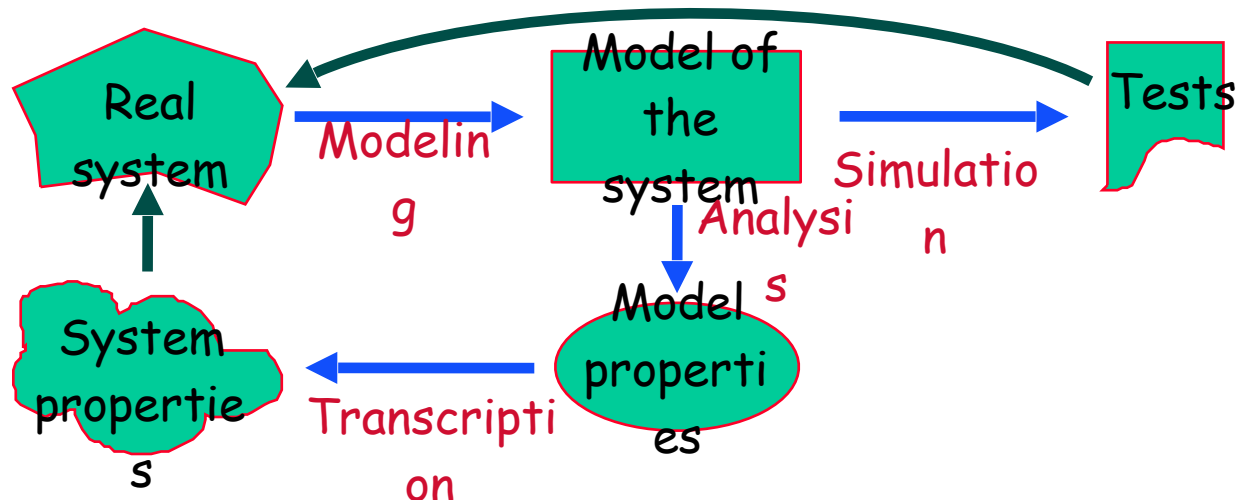 Real
system
Modelin
g
Model of
the
system
Simulatio
n
Tests
Analysi
s
Model
properti
es
Transcripti
on
System
propertie
s